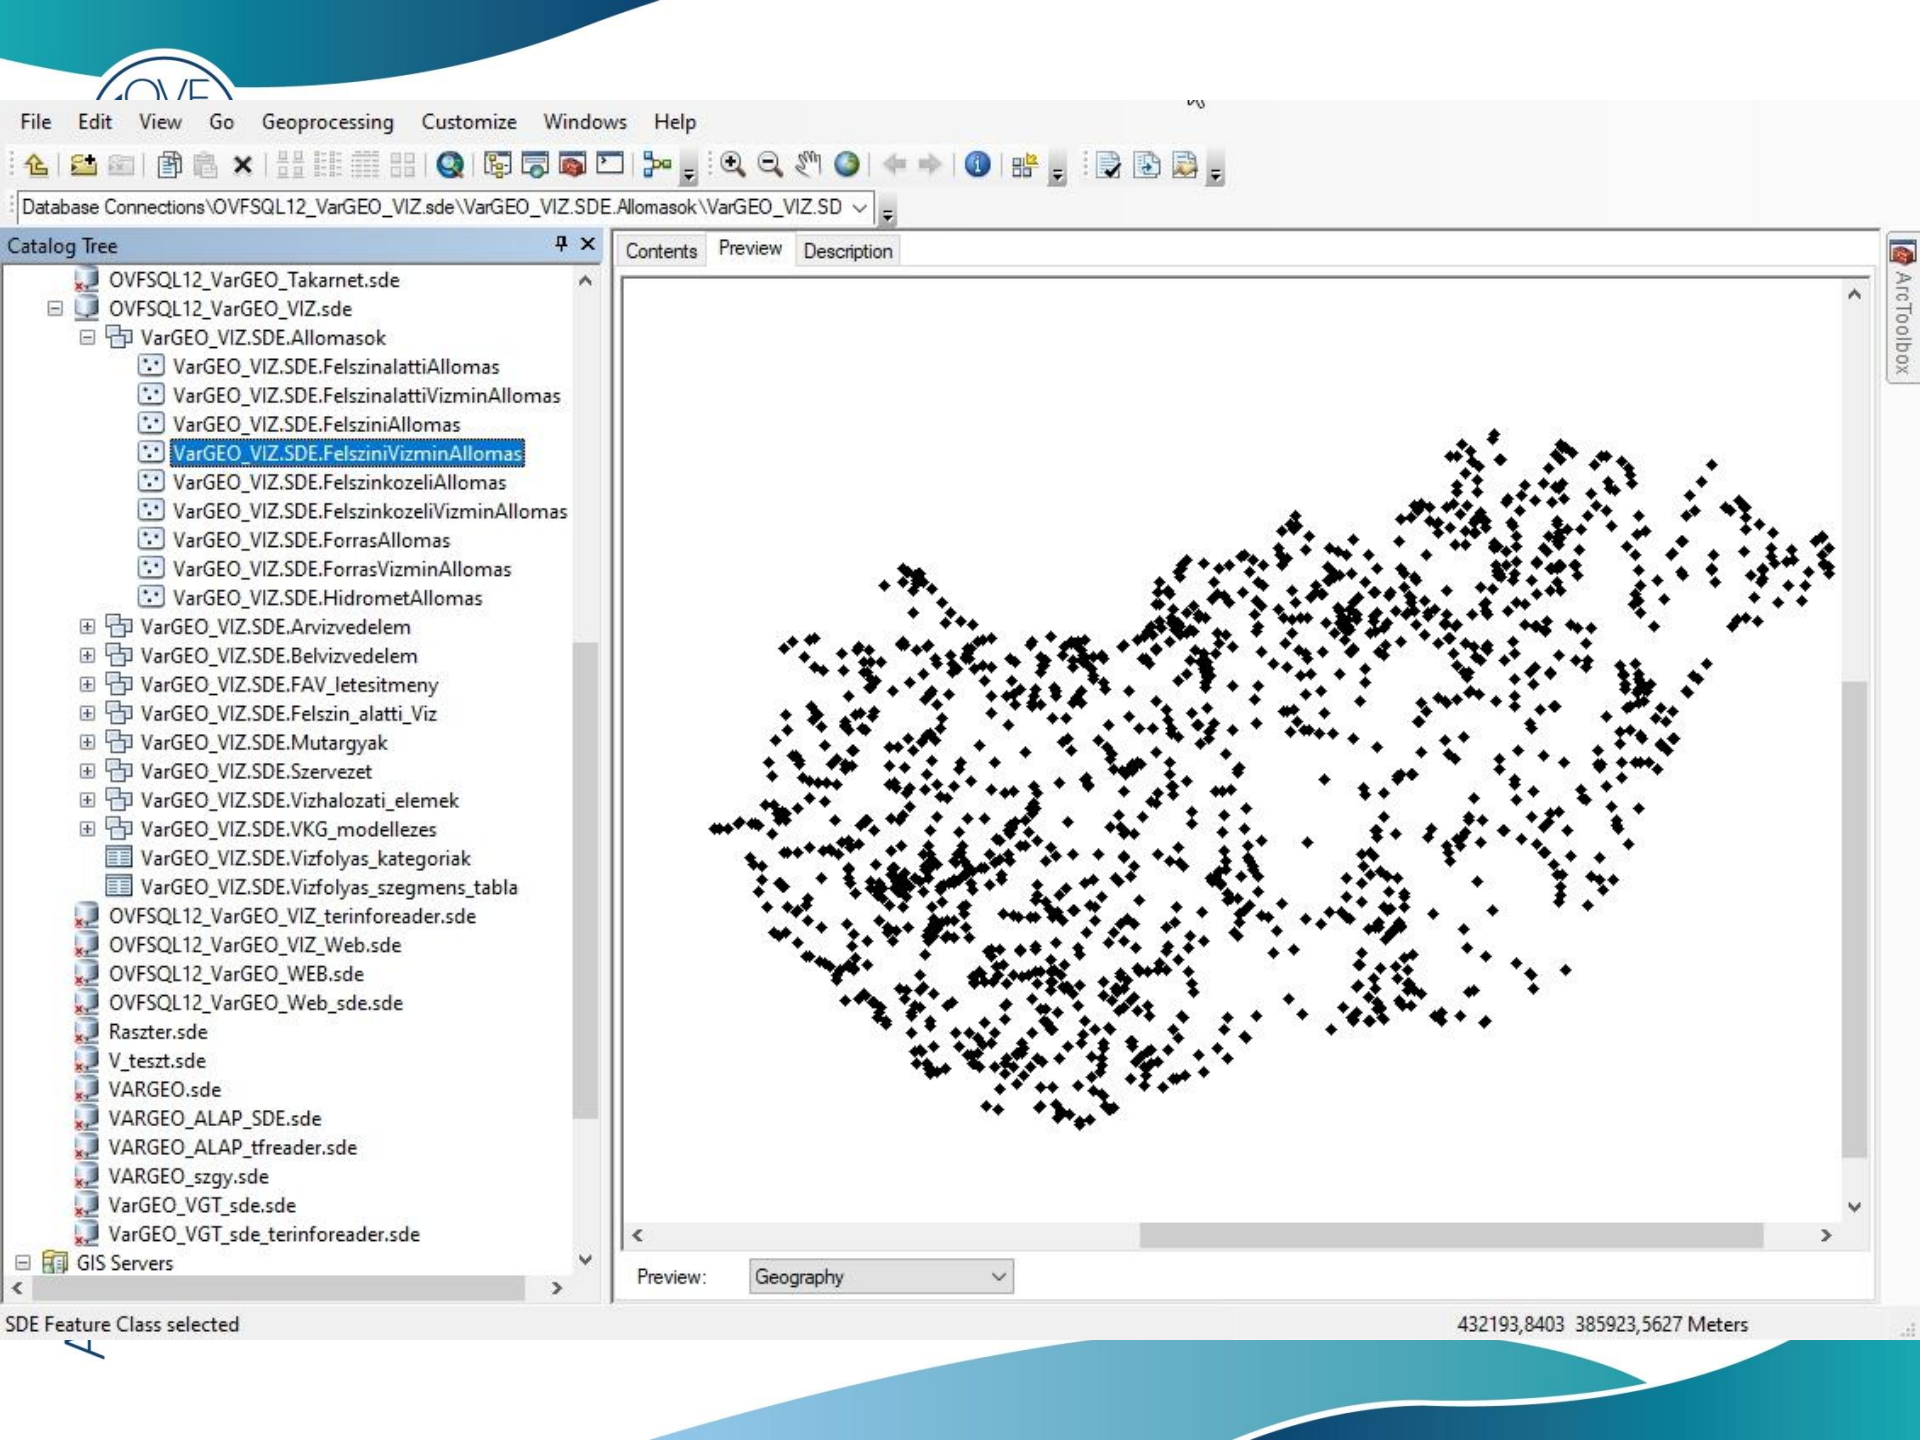 OVF
File Edit View Go Geoprocessing Customize Windows Help
Database Connections\OVFSQL12_VarGEO_VIZ.sde\VarGEO_VIZ.SDE.Allomasok\VarGEO_VIZ.SD
Catalog Tree
Contents Preview Description
OVFSQL12_VarGEO_Takarnet.sde
OVFSQL12_VarGEO_VIZ.sde
VarGEO_VIZ.SDE.Allomasok
VarGEO_VIZ.SDE.FelszinalattiAllomas
VarGEO_VIZ.SDE.FelszinalattiVizminAllomas
VarGEO_VIZ.SDE.FelsziniAllomas
VarGEO_VIZ.SDE.FelsziniVizminAllomas
VarGEO_VIZ.SDE.FelszinkozeliAllomas
VarGEO_VIZ.SDE.FelszinkozeliVizminAllomas
VarGEO_VIZ.SDE.ForrasAllomas
VarGEO_VIZ.SDE.ForrasVizminAllomas
VarGEO_VIZ.SDE.HidrometAllomas
VarGEO_VIZ.SDE.Arvizvedelem
VarGEO_VIZ.SDE.Belvizvedelem
VarGEO_VIZ.SDE.FAV_letesitmeny
VarGEO_VIZ.SDE.Felszin_alatti_Viz
VarGEO_VIZ.SDE.Mutargyak
VarGEO_VIZ.SDE.Szervezet
VarGEO_VIZ.SDE.Vizhalozati_elemek
VarGEO_VIZ.SDE.VKG_modellezes
VarGEO_VIZ.SDE.Vizfolyas_kategoriak
VarGEO_VIZ.SDE.Vizfolyas_szegmens_tabla
OVFSQL12_VarGEO_VIZ_terinforeader.sde
OVFSQL12_VarGEO_VIZ_Web.sde
OVFSQL12_VarGEO_WEB.sde
OVFSQL12_VarGEO_Web_sde.sde
Raszter.sde
V_teszt.sde
VARGEO.sde
VARGEO_ALAP_SDE.sde
VARGEO_ALAP_tfreader.sde
VARGEO_szgy.sde
VarGEO_VGT_sde.sde
VarGEO_VGT_sde_terinforeader.sde
GIS Servers
ArcToolbox
Preview: Geography
SDE Feature Class selected
432193,8403 385923,5627 Meters